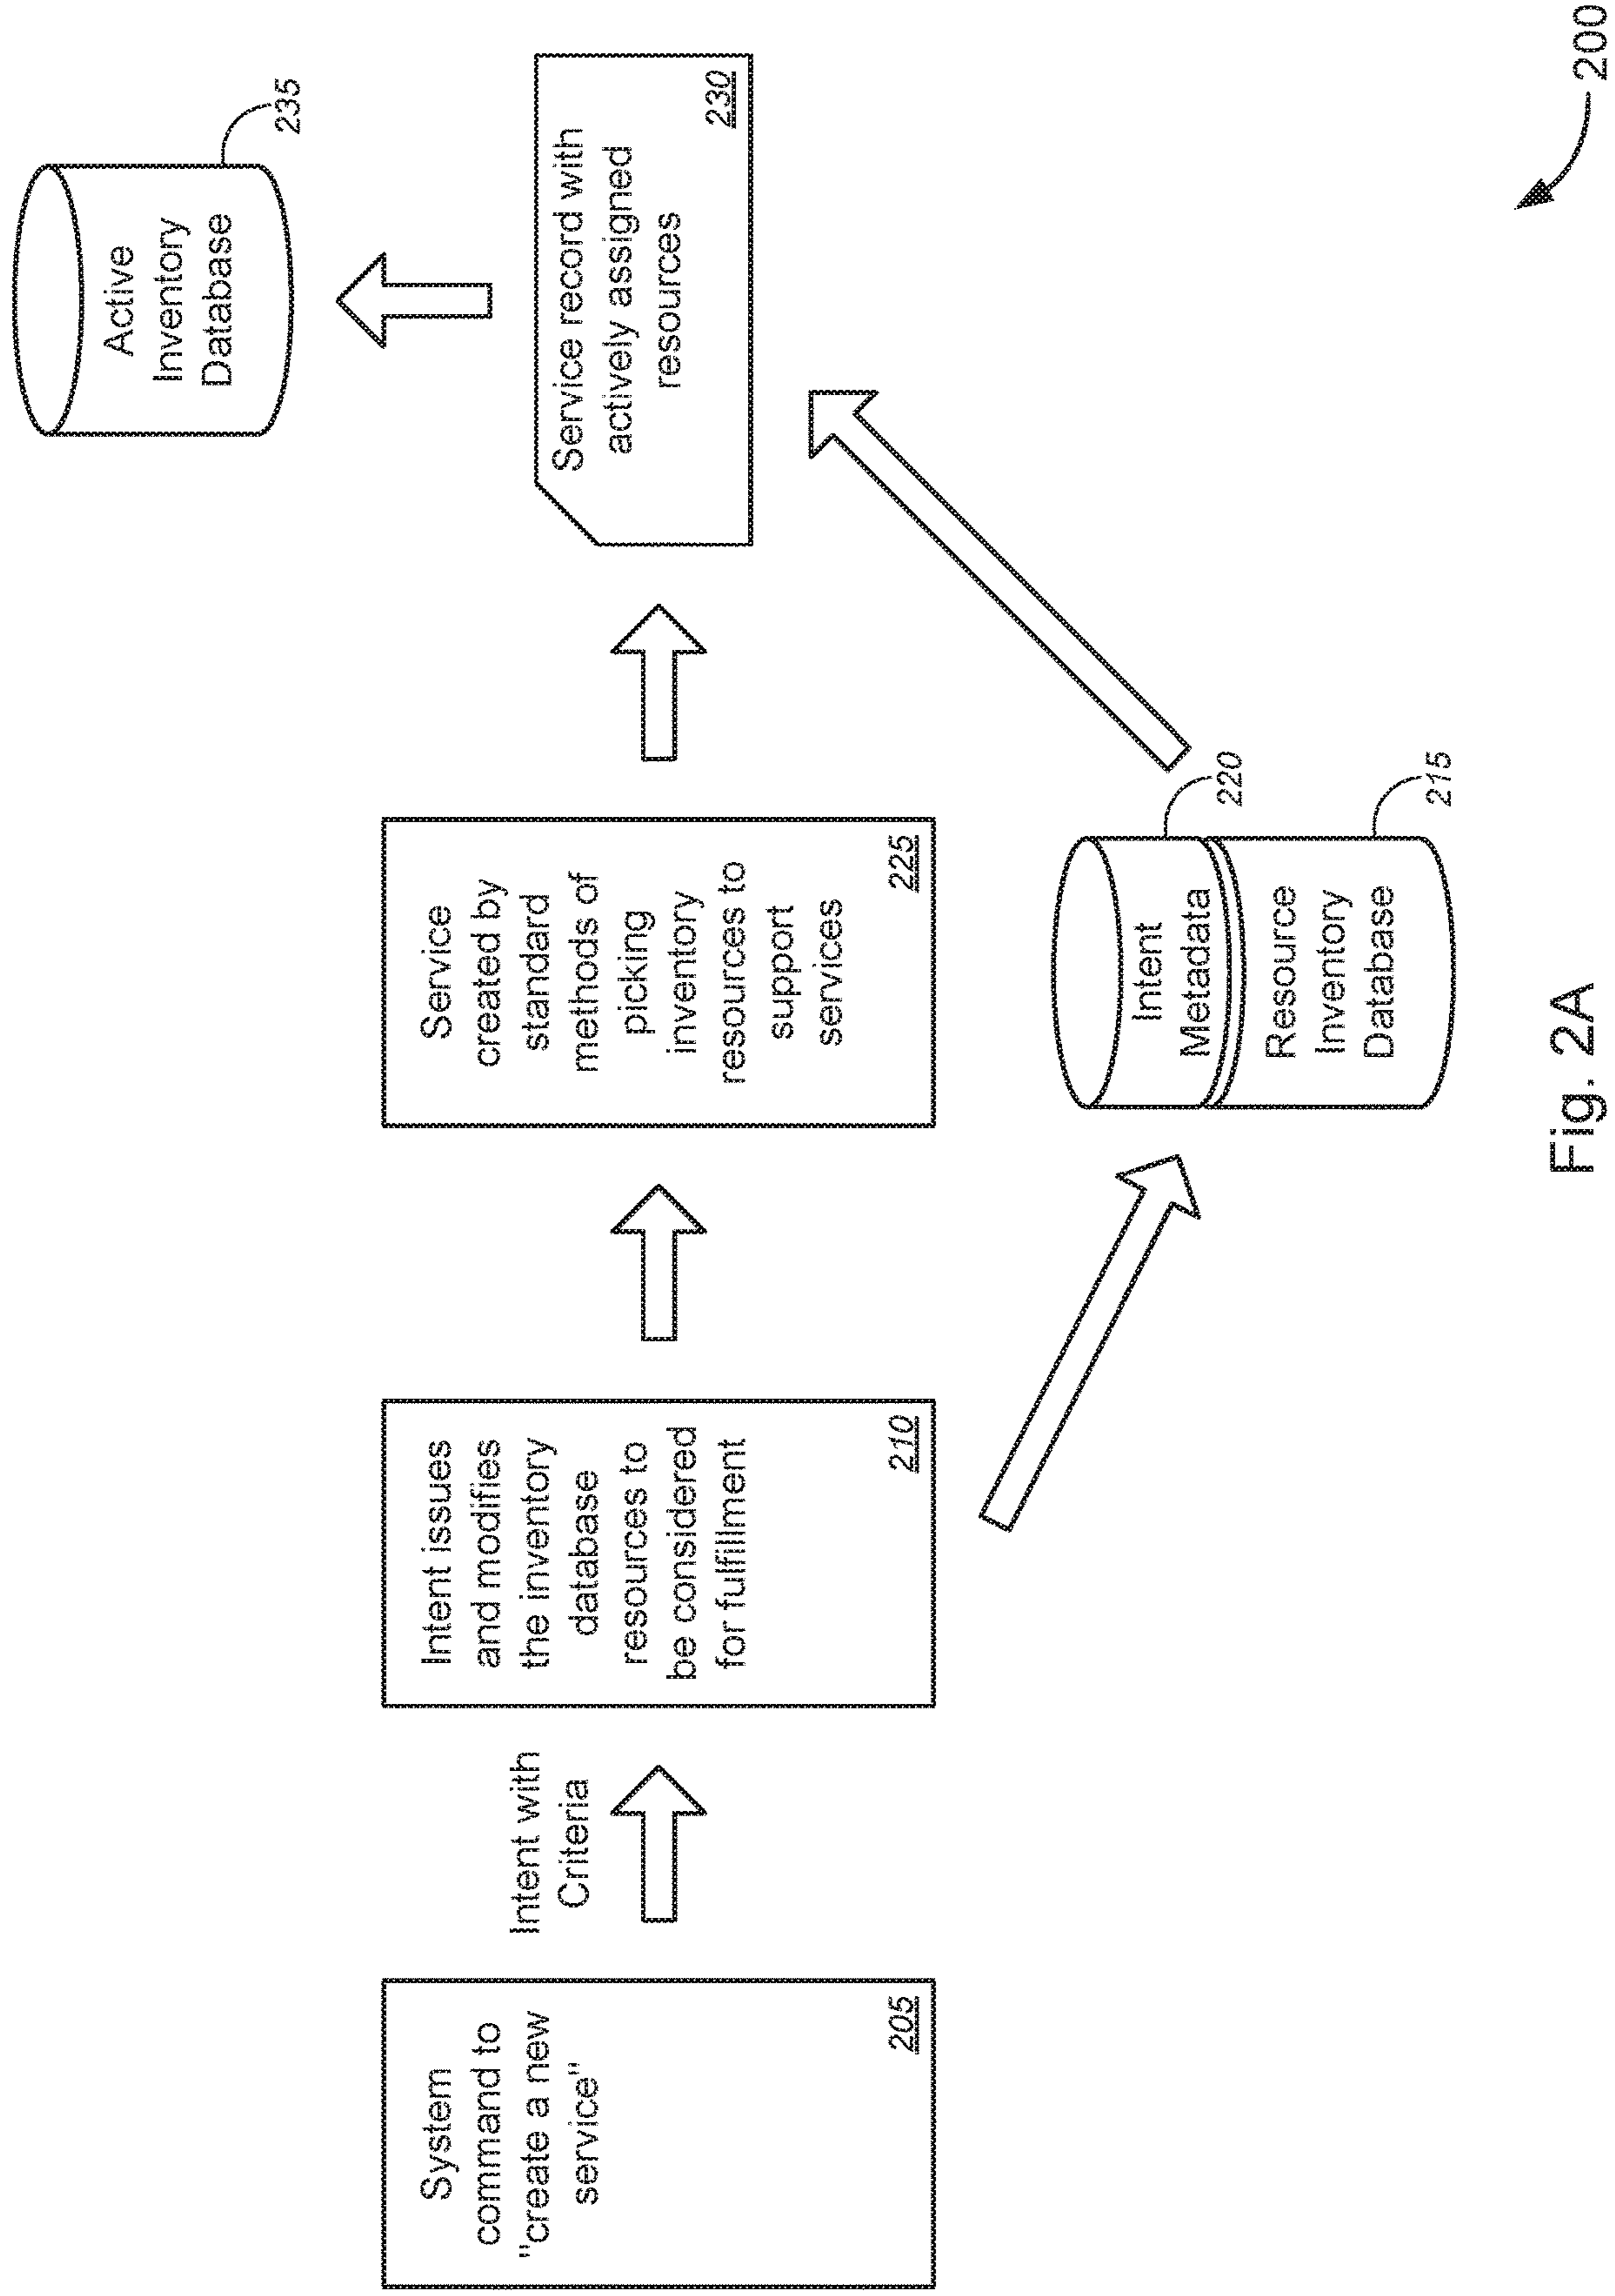 System
command to
"create a new
service"
205
Intent with
Criteria
Intent issues
and modifies
the inventory
database
resources to
be considered
for fulfillment
210
Service
created by
standard
methods of
picking
inventory
resources to
support
services
225
Service record with
actively assigned
resources
230
Active
Inventory
Database
235
Intent
Metadata
220
Resource
Inventory
Database
215
200
Fig. 2A